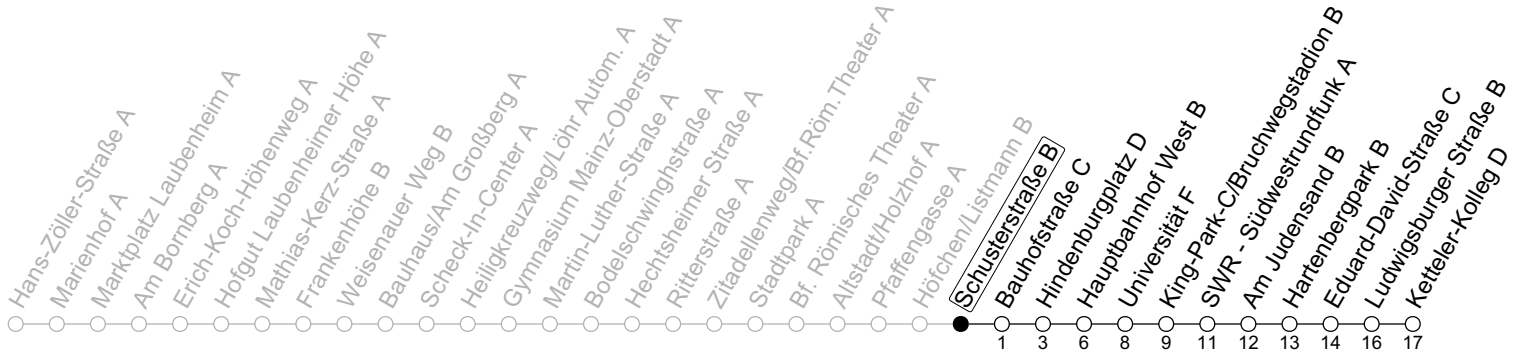 Hans-Zöller-Straße A
Marienhof A
Marktplatz Laubenheim A
Am Bornberg A
Erich-Koch-Höhenweg A
Hofgut Laubenheimer Höhe A
Mathias-Kerz-Straße A
Frankenhöhe B
Weisenauer Weg B
Bauhaus/Am Großberg A
Scheck-In-Center A
Heiligkreuzweg/Löhr Autom. A
Gymnasium Mainz-Oberstadt A
Martin-Luther-Straße A
Bodelschwinghstraße A
Hechtsheimer Straße A
Ritterstraße A
Zitadellenweg/Bf.Röm.Theater A
Stadtpark A
Bf. Römisches Theater A
Altstadt/Holzhof A
Pfaffengasse A
Höfchen/Listmann B
Schusterstraße B
Bauhofstraße C
Hindenburgplatz D
Hauptbahnhof West B
Universität F
King-Park-C/Bruchwegstadion B
SWR - Südwestrundfunk A
Am Judensand B
Hartenbergpark B
Eduard-David-Straße C
Ludwigsburger Straße B
Ketteler-Kolleg D
1 3 6 8 9 11 12 13 14 16 17